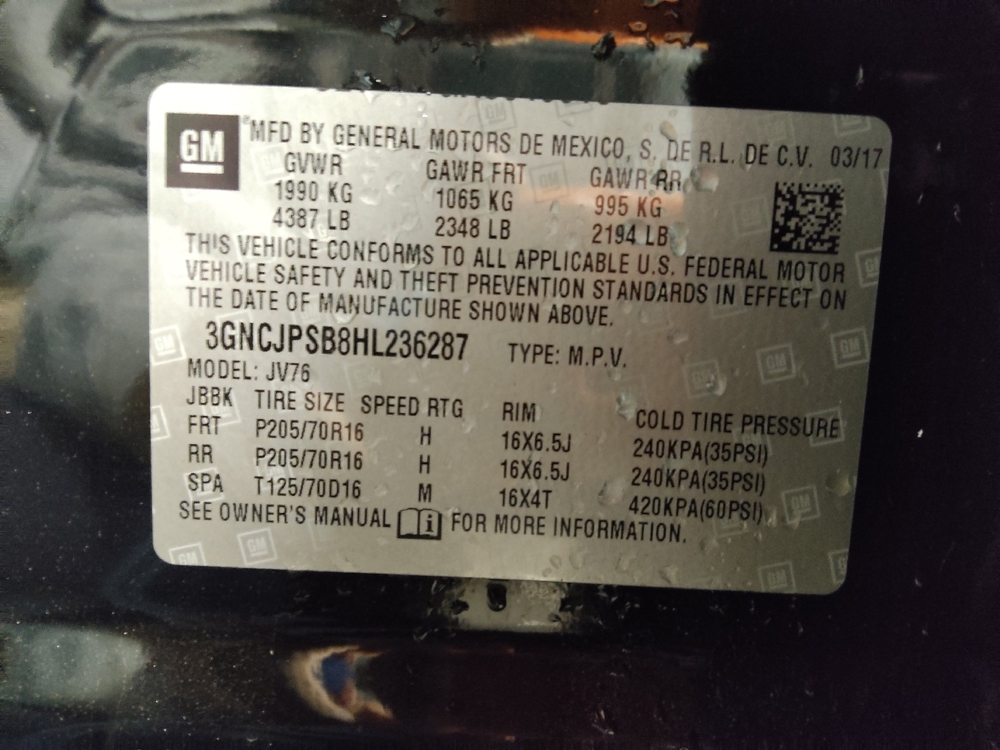 GM MFD BY GENERAL MOTORS DE MEXICO, S. DE R.L. DE C.V. 03/17
GVWR GAWR FRT GAWR RR
1990 KG 1065 KG 995 KG
4387 LB 2348 LB 2194 LB
THIS VEHICLE CONFORMS TO ALL APPLICABLE U.S. FEDERAL MOTOR
VEHICLE SAFETY AND THEFT PREVENTION STANDARDS IN EFFECT ON
THE DATE OF MANUFACTURE SHOWN ABOVE.
3GNCJPSB8HL236287 TYPE: M.P.V.
MODEL: JV76
JBBK TIRE SIZE SPEED RTG RIM COLD TIRE PRESSURE
FRT P205/70R16 H 16X6.5J 240KPA(35PSI)
RR P205/70R16 H 16X6.5J 240KPA(35PSI)
SPA T125/70D16 M 16X4T 420KPA(60PSI)
SEE OWNER'S MANUAL FOR MORE INFORMATION.